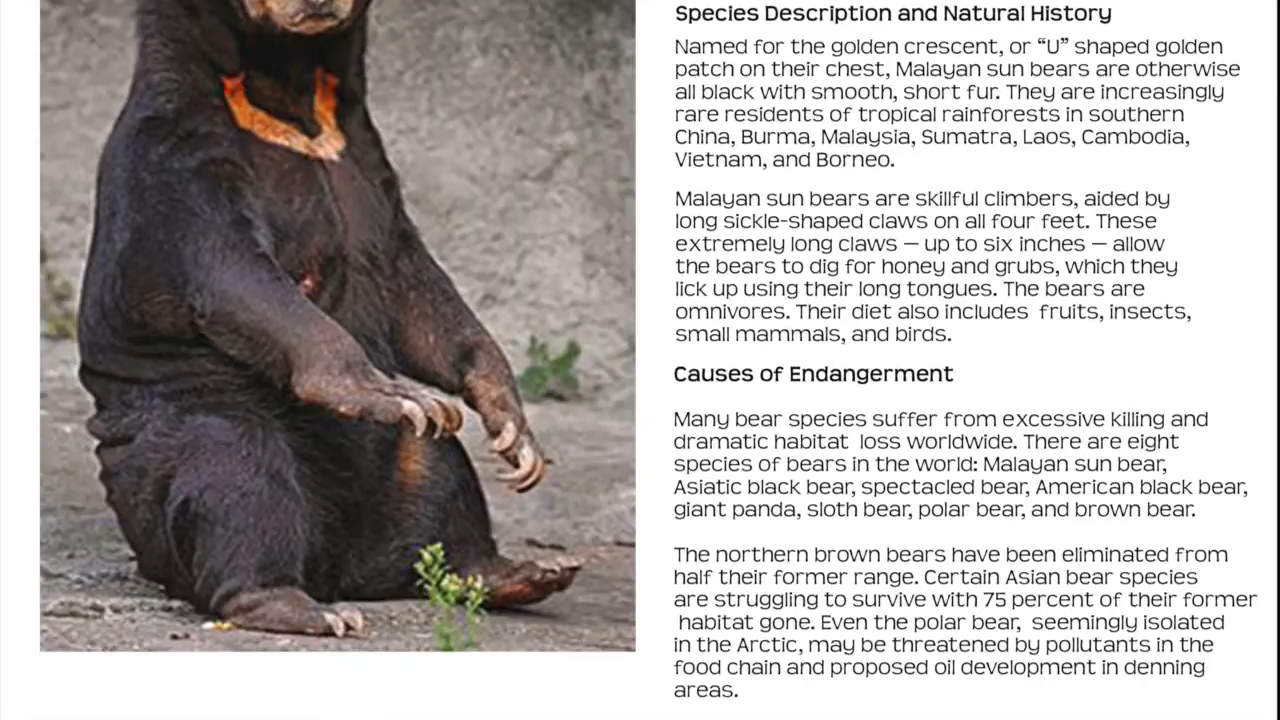 Species Description and Natural History
Named for the golden crescent, or “U” shaped golden
patch on their chest, Malayan sun bears are otherwise
all black with smooth, short fur. They are increasingly
rare residents of tropical rainforests in southern
China, Burma, Malaysia, Sumatra, Laos, Cambodia,
Vietnam, and Borneo.
Malayan sun bears are skillful climbers, aided by
long sickle-shaped claws on all four feet. These
extremely long claws — up to six inches — allow
the bears to dig for honey and grubs, which they
lick up using their long tongues. The bears are
omnivores. Their diet also includes fruits, insects,
small mammals, and birds.
Causes of Endangerment
Many bear species suffer from excessive killing and
dramatic habitat loss worldwide. There are eight
species of bears in the world: Malayan sun bear,
Asiatic black bear, spectacled bear, American black bear,
giant panda, sloth bear, polar bear, and brown bear.
The northern brown bears have been eliminated from
half their former range. Certain Asian bear species
are struggling to survive with 75 percent of their former
habitat gone. Even the polar bear, seemingly isolated
in the Arctic, may be threatened by pollutants in the
food chain and proposed oil development in denning
areas.